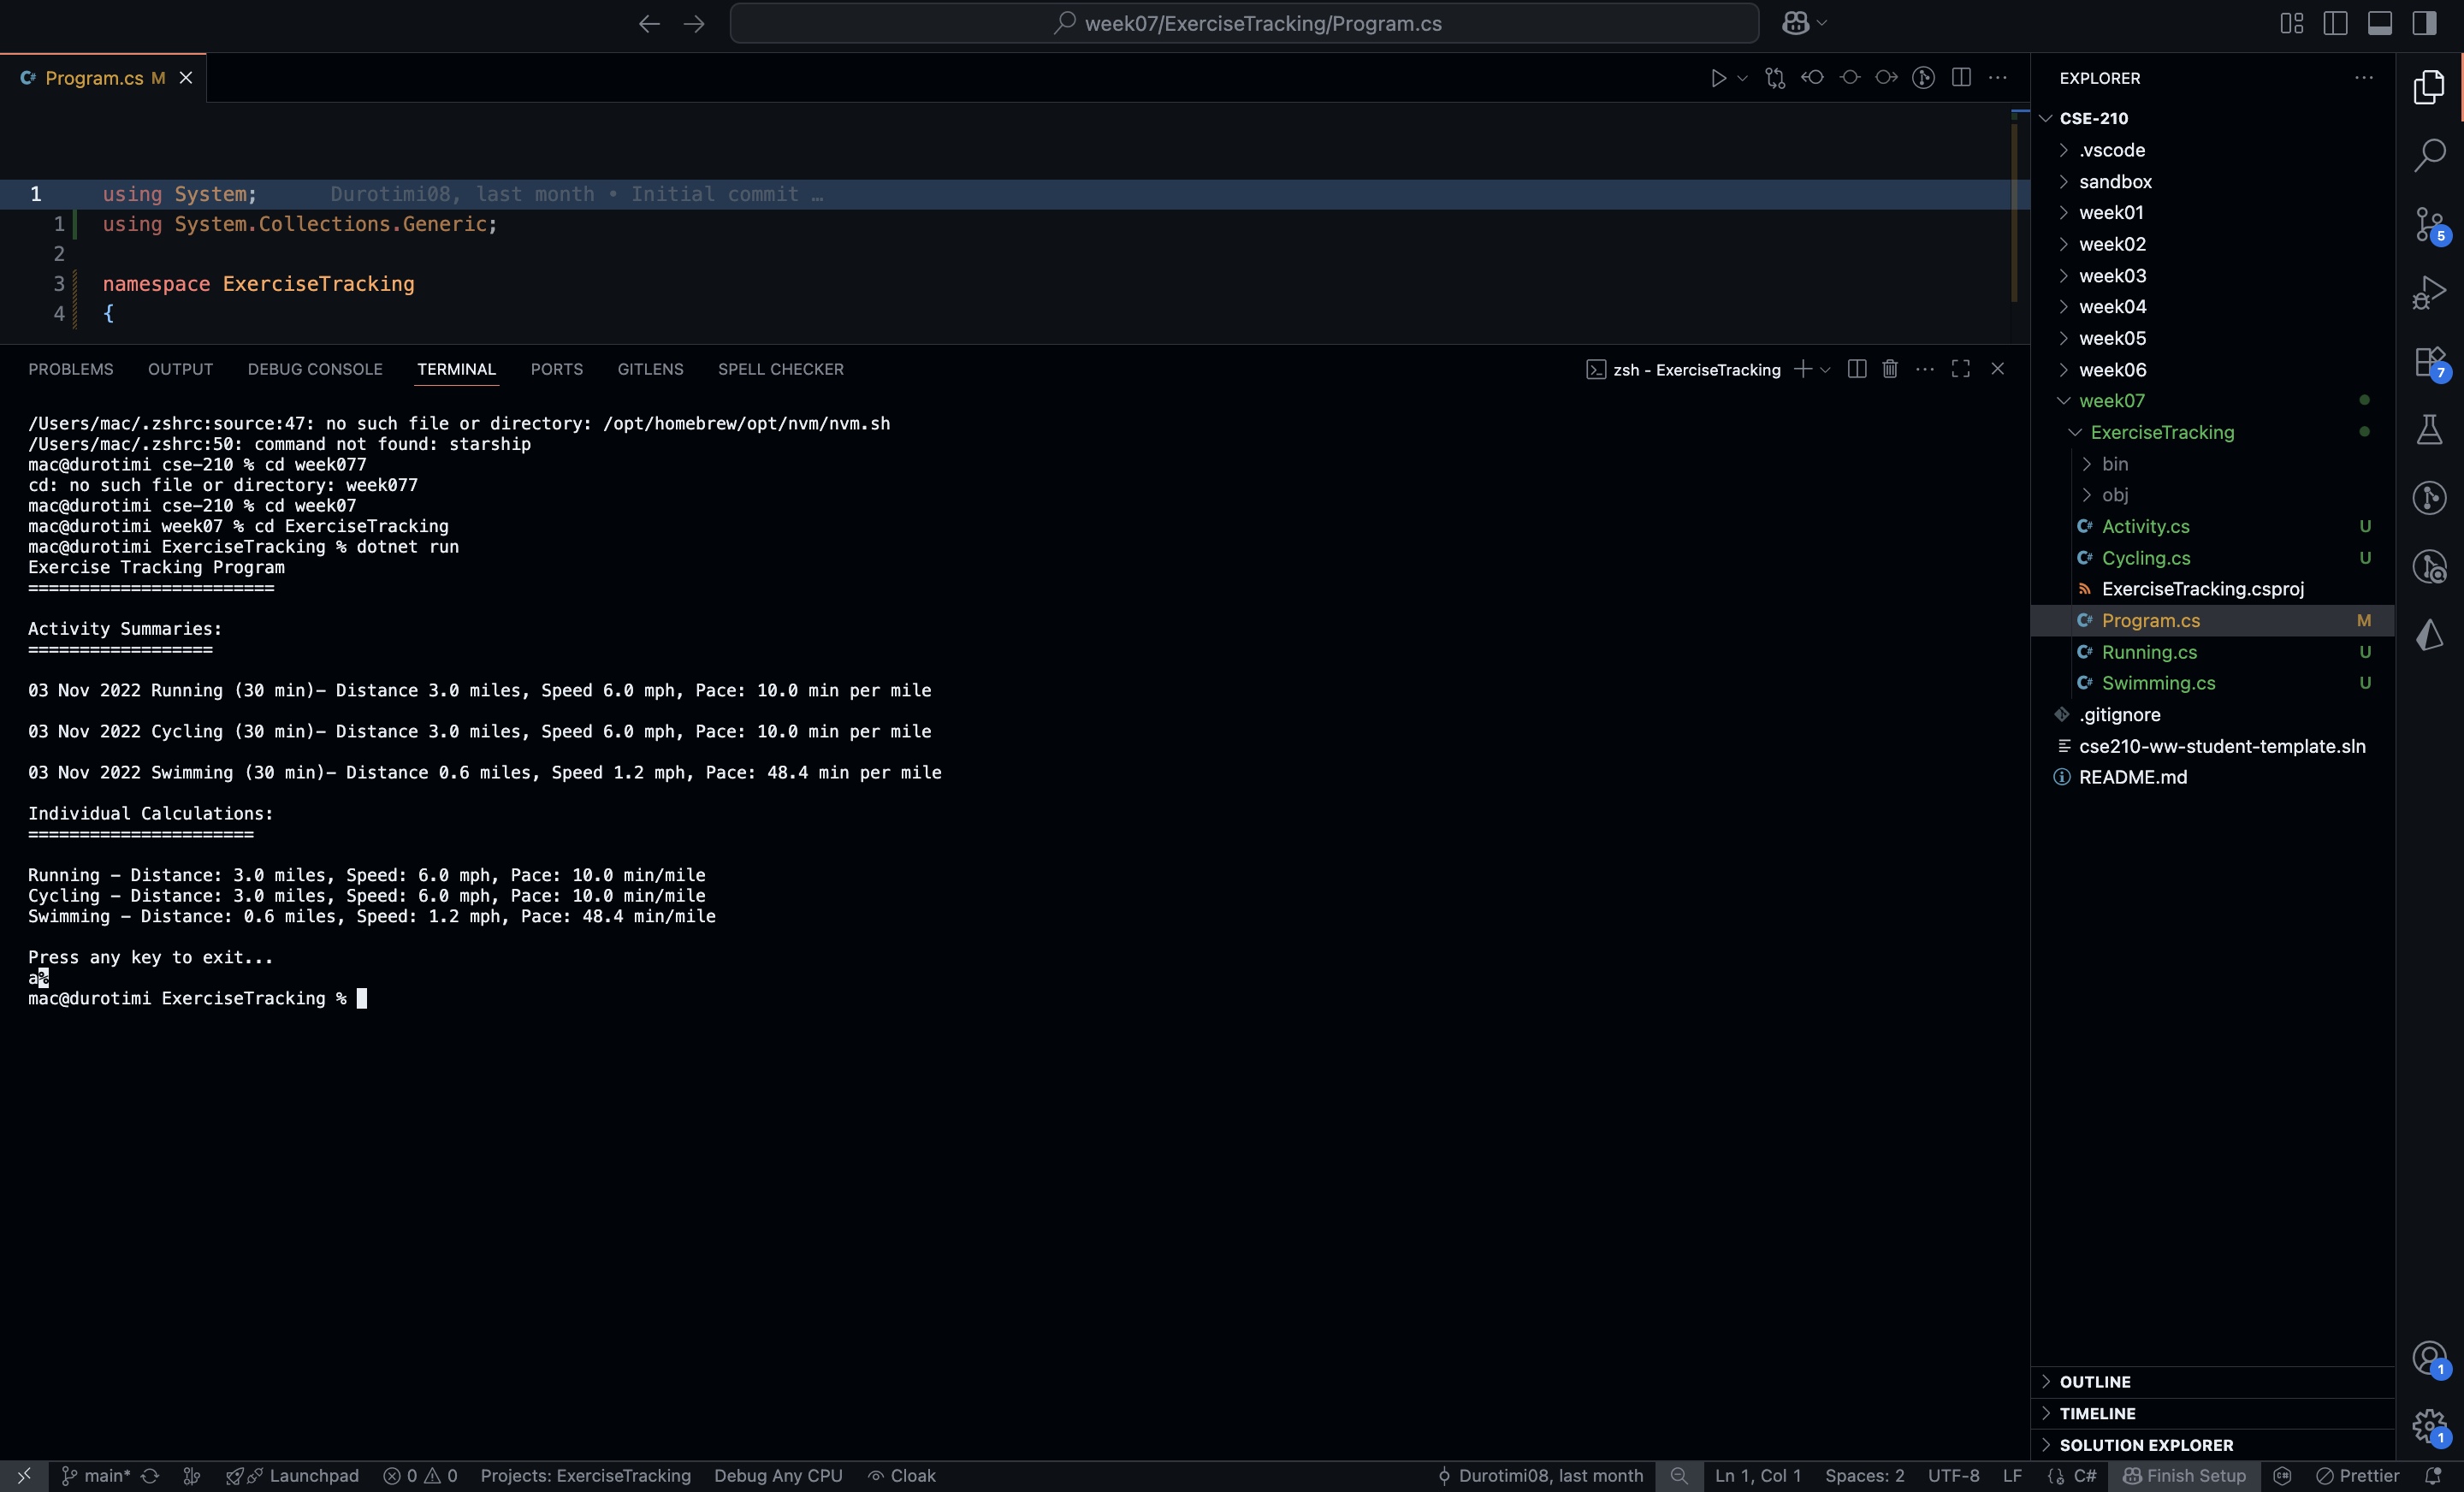 week07/ExerciseTracking/Program.cs
Program.cs M
1 using System; Durotimi08, last month • Initial commit …
1 using System.Collections.Generic;
2
3 namespace ExerciseTracking
4 {
PROBLEMS OUTPUT DEBUG CONSOLE TERMINAL PORTS GITLENS SPELL CHECKER
zsh - ExerciseTracking
/Users/mac/.zshrc:source:47: no such file or directory: /opt/homebrew/opt/nvm/nvm.sh
/Users/mac/.zshrc:50: command not found: starship
mac@durotimi cse-210 % cd week077
cd: no such file or directory: week077
mac@durotimi cse-210 % cd week07
mac@durotimi week07 % cd ExerciseTracking
mac@durotimi ExerciseTracking % dotnet run
Exercise Tracking Program
========================
Activity Summaries:
==================
03 Nov 2022 Running (30 min)- Distance 3.0 miles, Speed 6.0 mph, Pace: 10.0 min per mile
03 Nov 2022 Cycling (30 min)- Distance 3.0 miles, Speed 6.0 mph, Pace: 10.0 min per mile
03 Nov 2022 Swimming (30 min)- Distance 0.6 miles, Speed 1.2 mph, Pace: 48.4 min per mile
Individual Calculations:
======================
Running - Distance: 3.0 miles, Speed: 6.0 mph, Pace: 10.0 min/mile
Cycling - Distance: 3.0 miles, Speed: 6.0 mph, Pace: 10.0 min/mile
Swimming - Distance: 0.6 miles, Speed: 1.2 mph, Pace: 48.4 min/mile
Press any key to exit...
a%
mac@durotimi ExerciseTracking %
EXPLORER
CSE-210
.vscode
sandbox
week01
week02
week03
week04
week05
week06
week07
ExerciseTracking
bin
obj
C# Activity.cs U
C# Cycling.cs U
ExerciseTracking.csproj
C# Program.cs M
C# Running.cs U
C# Swimming.cs U
.gitignore
cse210-ww-student-template.sln
README.md
OUTLINE
TIMELINE
SOLUTION EXPLORER
5
7
1
1
main* Launchpad 0 0 Projects: ExerciseTracking Debug Any CPU Cloak Durotimi08, last month Ln 1, Col 1 Spaces: 2 UTF-8 LF C# Finish Setup Prettier